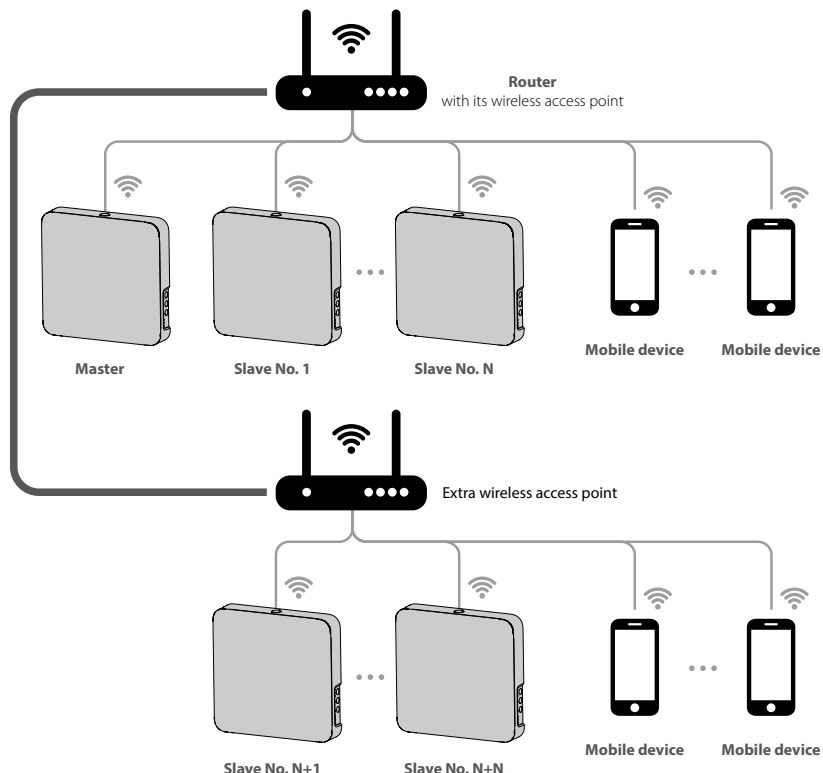 Router
with its wireless access point
Master
Slave No. 1
Slave No. N
Mobile device
Mobile device
Extra wireless access point
Slave No. N+1
Slave No. N+N
Mobile device
Mobile device